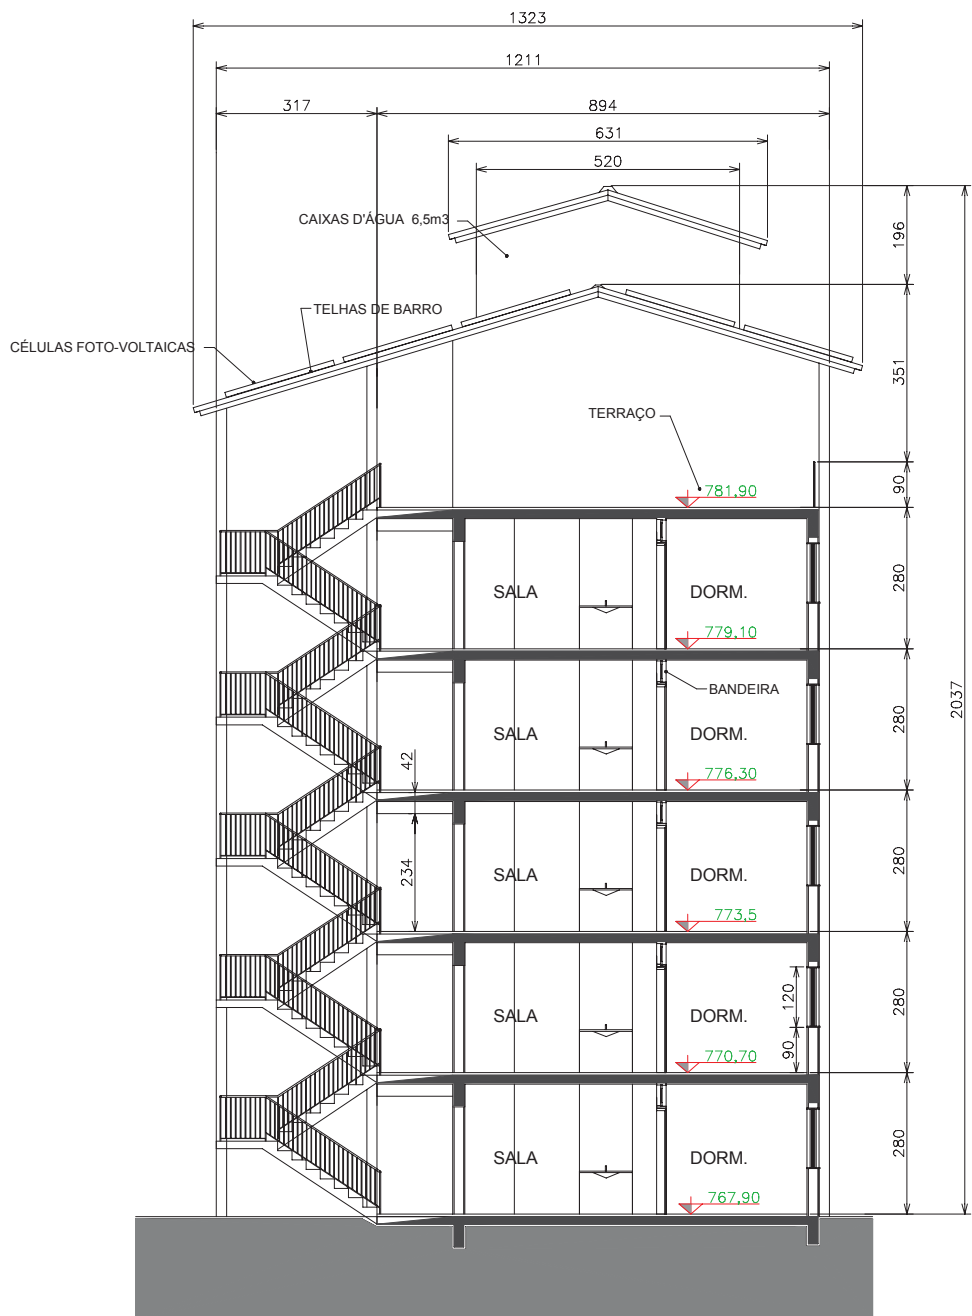 1323
1211
317
894
631
520
CAIXAS D'ÁGUA 6,5m3
196
TELHAS DE BARRO
CÉLULAS FOTO-VOLTAICAS
351
TERRAÇO
90
781,90
280
SALA
DORM.
779,10
BANDEIRA
280
2037
SALA
DORM.
42
776,30
280
234
SALA
DORM.
773,5
280
120
SALA
DORM.
90
770,70
280
SALA
DORM.
767,90